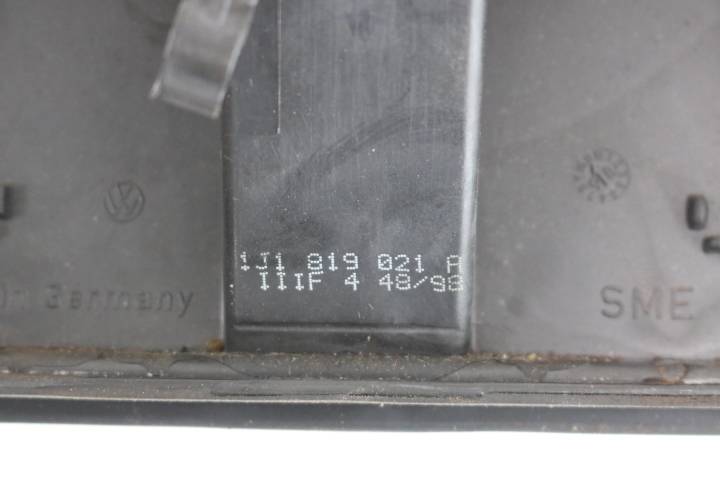 1J1 819 021 A
IIIF 4 48/98
Germany
SME